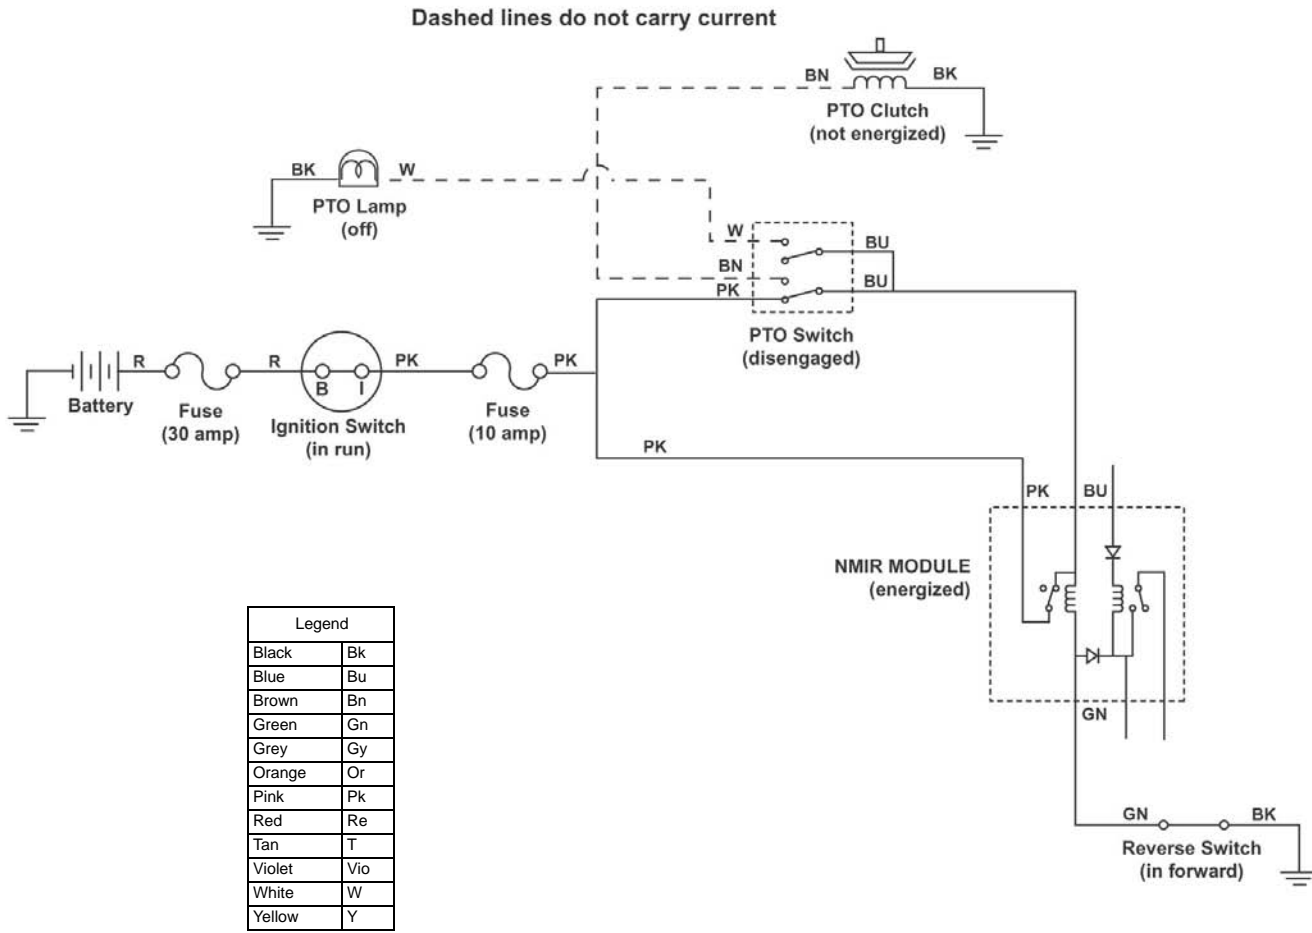 Dashed lines do not carry current
BN
BK
PTO Clutch
(not energized)
BK
W
PTO Lamp
(off)
W
BU
BN
BU
PK
PTO Switch
(disengaged)
R
R
PK
PK
B
I
Battery
Fuse
(30 amp)
Ignition Switch
(in run)
Fuse
(10 amp)
PK
PK
BU
NMIR MODULE
(energized)
GN
GN
BK
Reverse Switch
(in forward)
Legend
Black Bk
Blue Bu
Brown Bn
Green Gn
Grey Gy
Orange Or
Pink Pk
Red Re
Tan T
Violet Vio
White W
Yellow Y